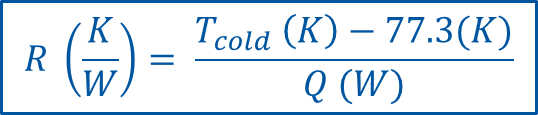 R (K/W) = T_cold (K) − 77.3(K) / Q (W)